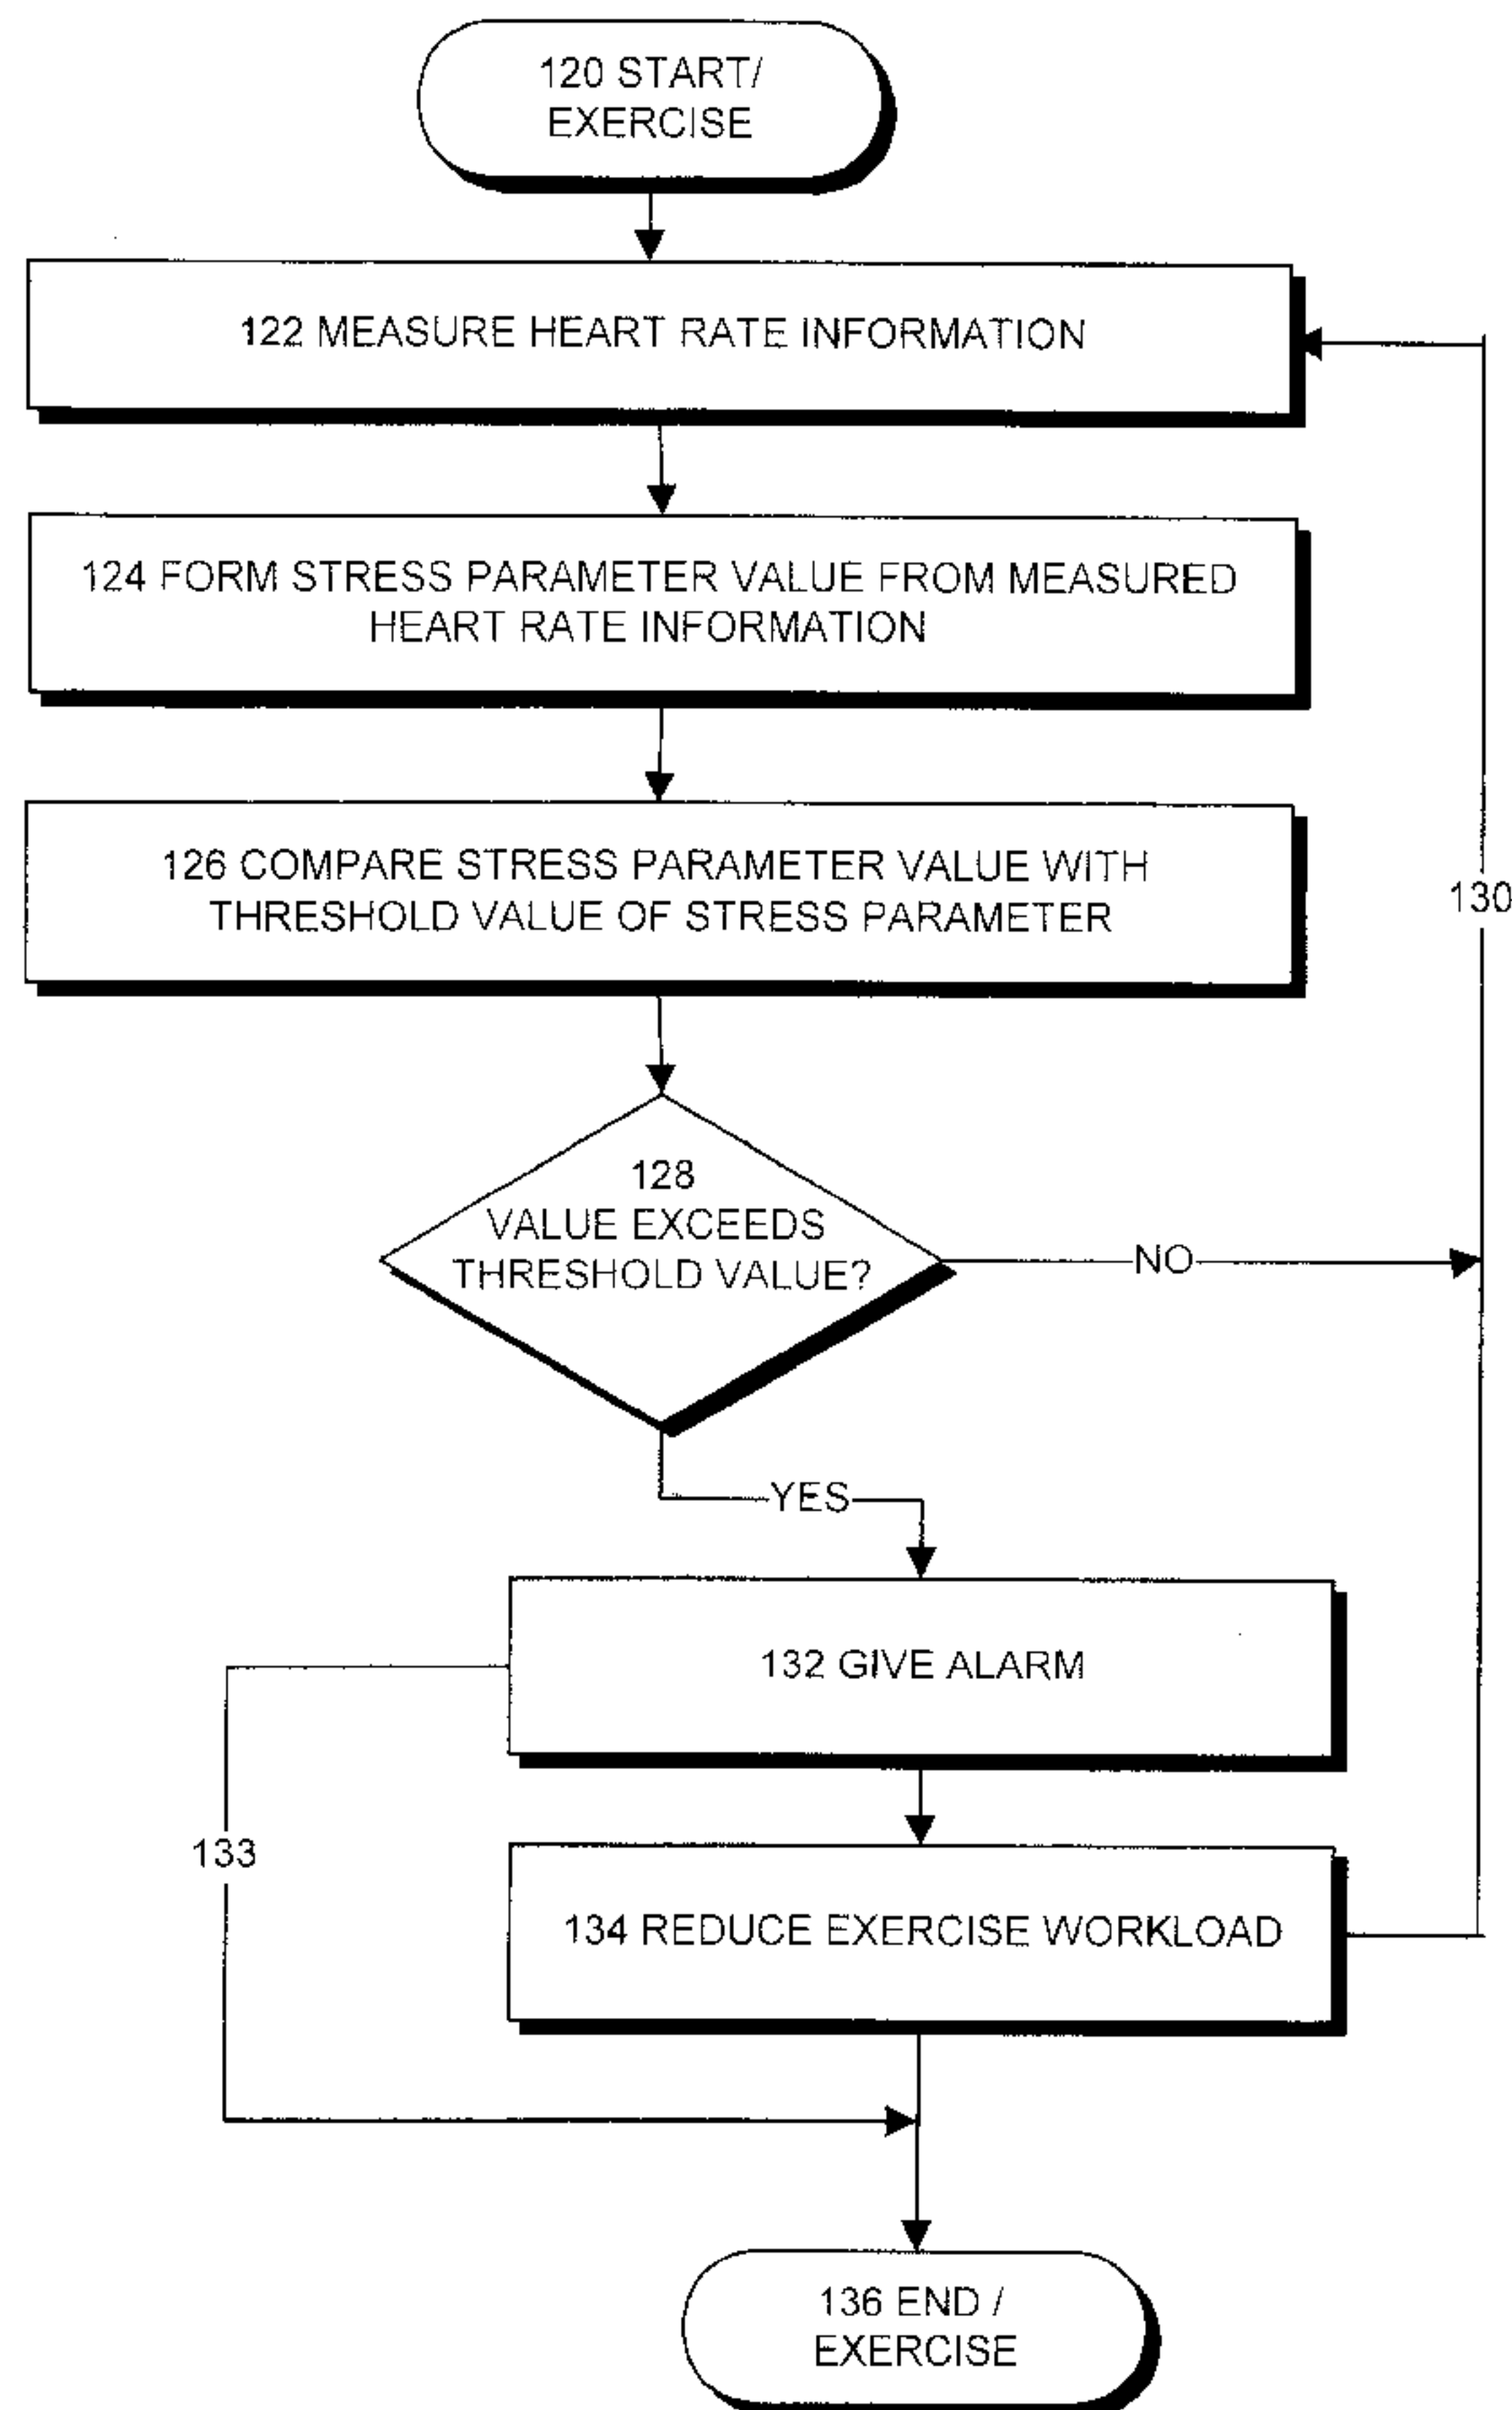 120 START/
EXERCISE
122 MEASURE HEART RATE INFORMATION
124 FORM STRESS PARAMETER VALUE FROM MEASURED
HEART RATE INFORMATION
126 COMPARE STRESS PARAMETER VALUE WITH
THRESHOLD VALUE OF STRESS PARAMETER
130
128
VALUE EXCEEDS
THRESHOLD VALUE?
NO
YES
132 GIVE ALARM
133
134 REDUCE EXERCISE WORKLOAD
136 END /
EXERCISE